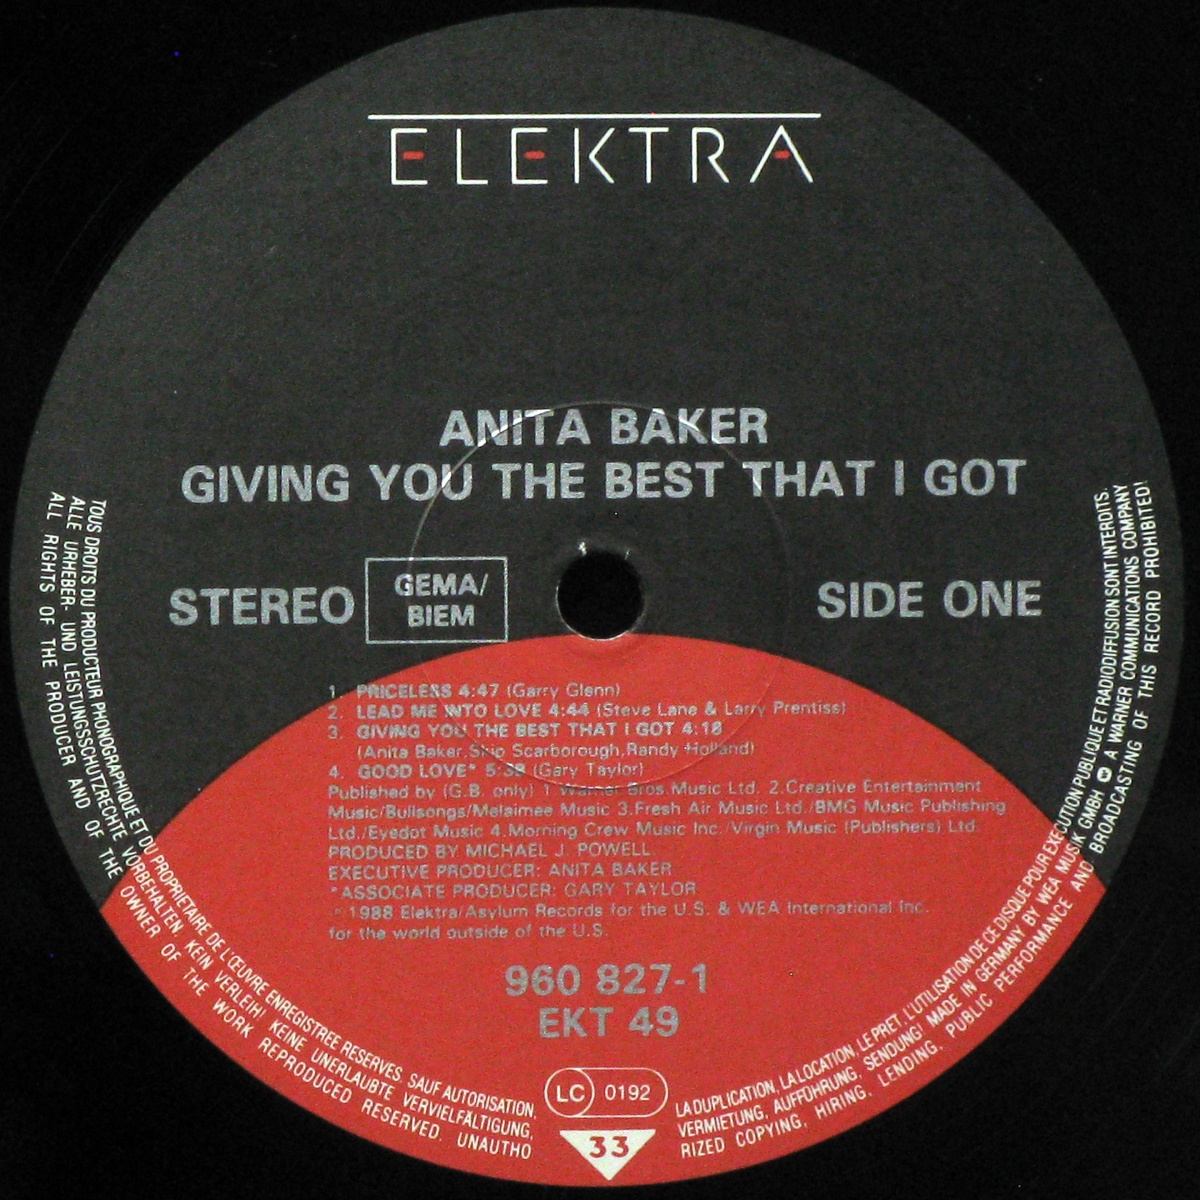 ELEKTRA
ANITA BAKER
GIVING YOU THE BEST THAT I GOT
STEREO
GEMA/
BIEM
SIDE ONE
1. PRICELESS 4:47 (Garry Glenn)
2. LEAD ME INTO LOVE 4:44 (Steve Lane & Larry Prentiss)
3. GIVING YOU THE BEST THAT I GOT 4:18
(Anita Baker,Skip Scarborough,Randy Holland)
4. GOOD LOVE* 5:38 (Gary Taylor)
Published by (G.B. only) 1 Warner Bros.Music Ltd. 2.Creative Entertainment
Music/Bullsongs/Melaimee Music 3.Fresh Air Music Ltd./BMG Music Publishing
Ltd./Eyedot Music 4.Morning Crew Music Inc./Virgin Music (Publishers) Ltd.
PRODUCED BY MICHAEL J. POWELL
EXECUTIVE PRODUCER: ANITA BAKER
*ASSOCIATE PRODUCER: GARY TAYLOR
℗1988 Elektra/Asylum Records for the U.S. & WEA International Inc.
for the world outside of the U.S.
960 827-1
EKT 49
LC 0192
33
TOUS DROITS DU PRODUCTEUR PHONOGRAPHIQUE ET DU PROPRIETAIRE DE L'ŒUVRE ENREGISTREE RESERVES. SAUF AUTORISATION, LA DUPLICATION, LA LOCATION, LE PRET, L'UTILISATION DE CE DISQUE POUR EXECUTION PUBLIQUE ET RADIODIFFUSION SONT INTERDITS.
ALLE URHEBER- UND LEISTUNGSSCHUTZRECHTE VORBEHALTEN. KEIN VERLEIH! KEINE UNERLAUBTE VERVIELFÄLTIGUNG, VERMIETUNG, AUFFÜHRUNG, SENDUNG! MADE IN GERMANY BY WEA MUSIK GMBH A WARNER COMMUNICATIONS COMPANY
ALL RIGHTS OF THE PRODUCER AND OF THE OWNER OF THE WORK REPRODUCED RESERVED. UNAUTHORIZED COPYING, HIRING, LENDING, PUBLIC PERFORMANCE AND BROADCASTING OF THIS RECORD PROHIBITED!